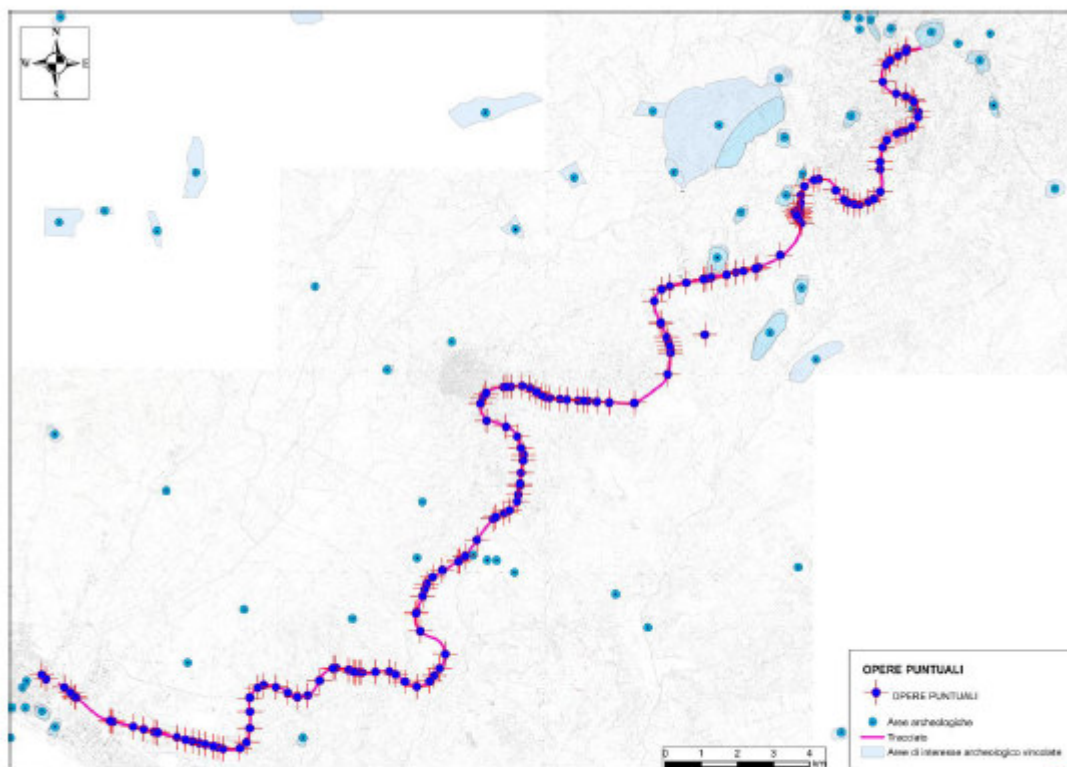 N
W E
S
OPERE PUNTUALI
OPERE PUNTUALI
Aree archeologiche
Tracciato
Aree di interesse archeologico vincolate
0 1 2 3 4
km